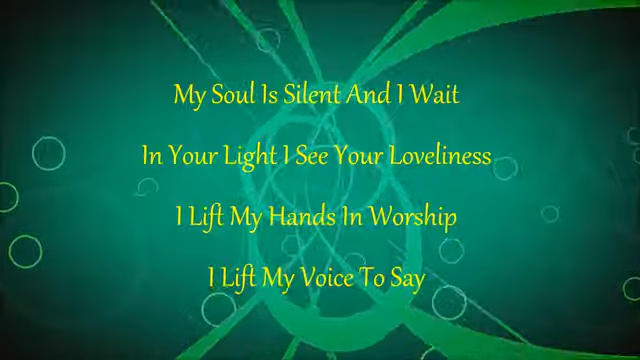 My Soul Is Silent And I Wait
In Your Light I See Your Loveliness
I Lift My Hands In Worship
I Lift My Voice To Say